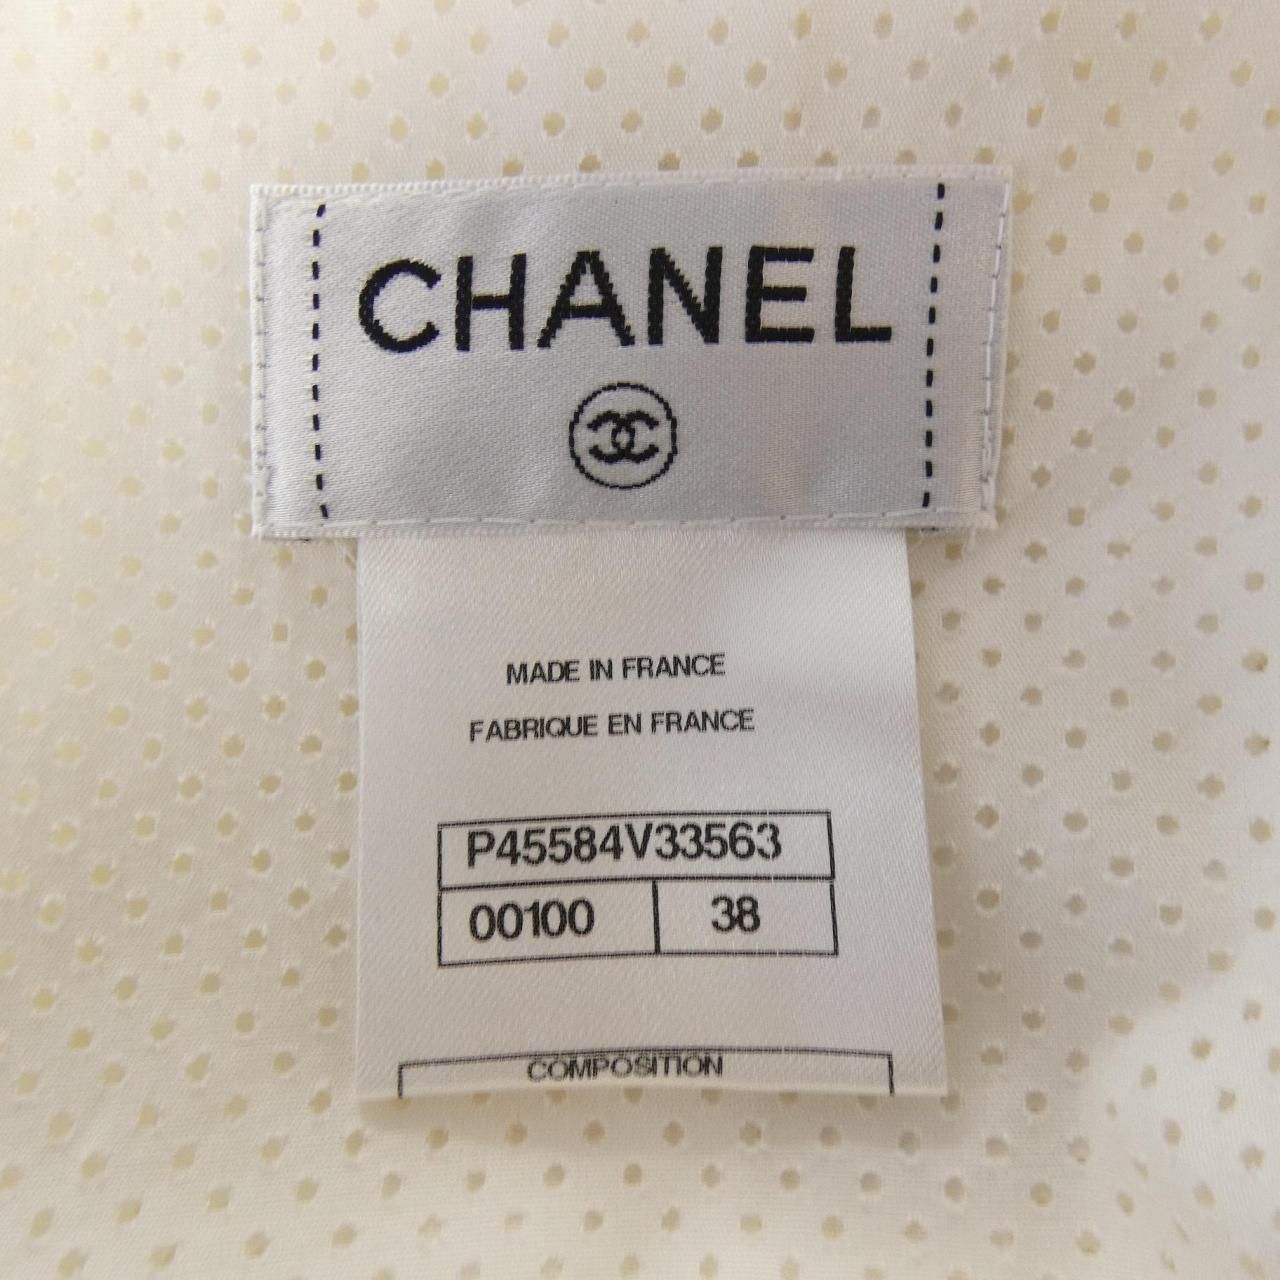 CHANEL
MADE IN FRANCE
FABRIQUE EN FRANCE
P45584V33563
00100 38
COMPOSITION